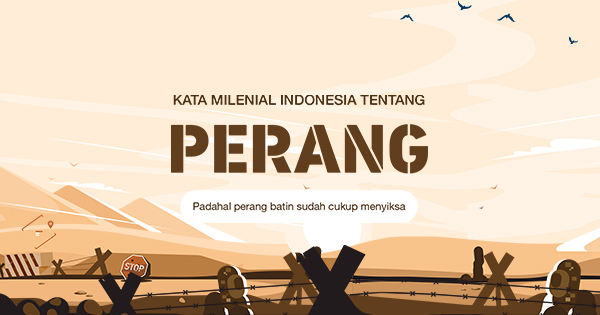 KATA MILENIAL INDONESIA TENTANG
PERANG
Padahal perang batin sudah cukup menyiksa
STOP